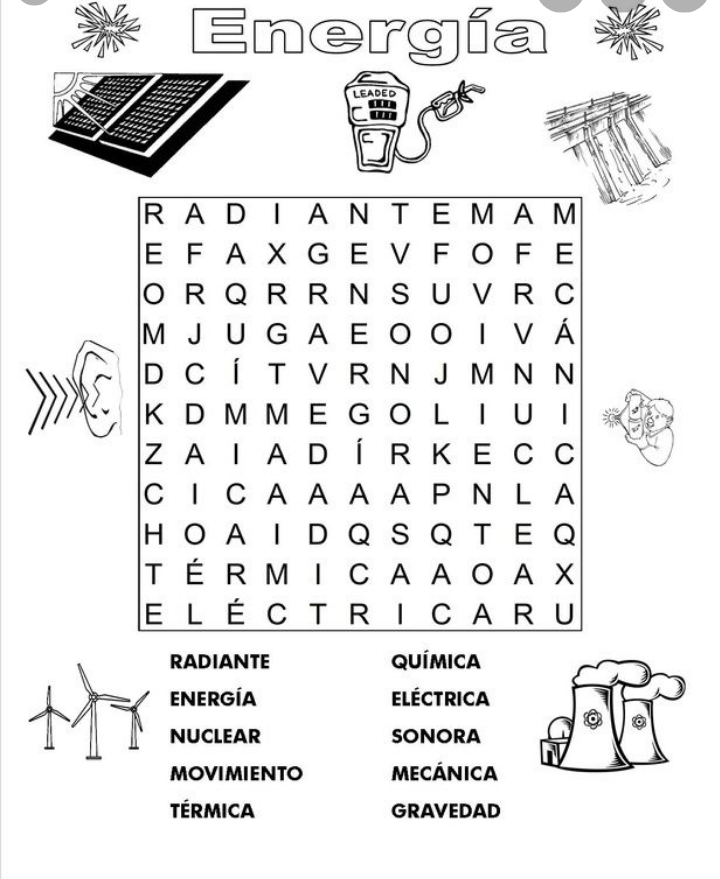 Energía
LEADED
R A D I A N T E M A M
E F A X G E V F O F E
O R Q R R N S U V R C
M J U G A E O O I V Á
D C Í T V R N J M N N
K D M M E G O L I U I
Z A I A D Í R K E C C
C I C A A A A P N L A
H O A I D Q S Q T E Q
T É R M I C A A O A X
E L É C T R I C A R U
RADIANTE QUÍMICA
ENERGÍA ELÉCTRICA
NUCLEAR SONORA
MOVIMIENTO MECÁNICA
TÉRMICA GRAVEDAD